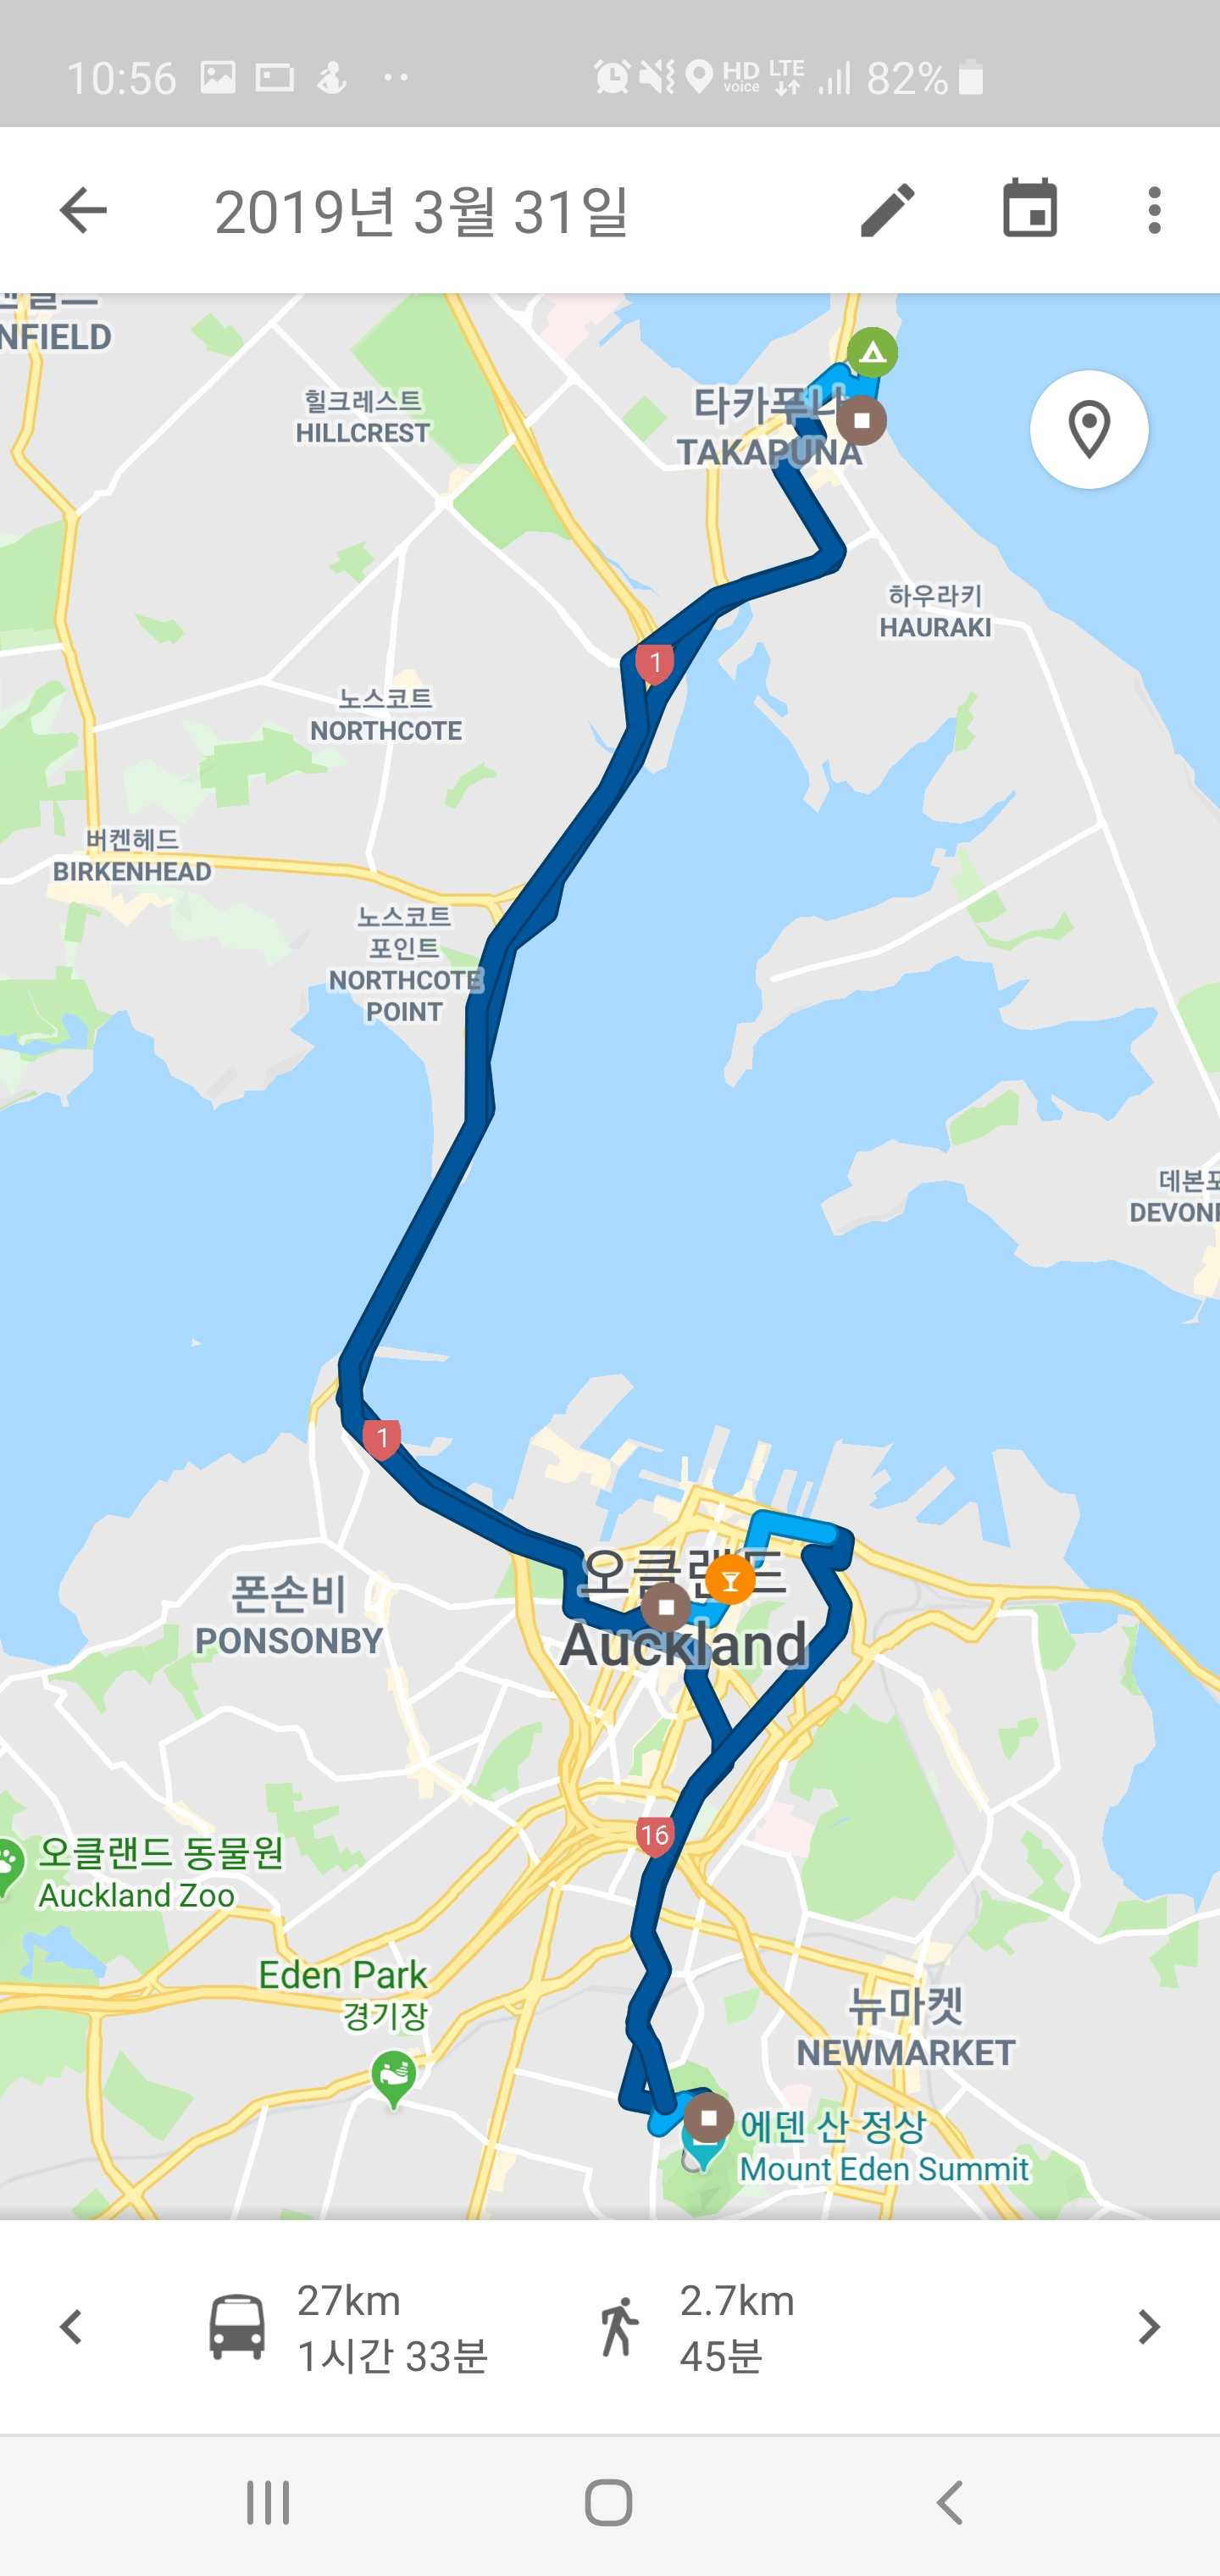 10:56
HD voice LTE 82%
2019년 3월 31일
NFIELD
힐크레스트
HILLCREST
타카푸나
TAKAPUNA
하우라키
HAURAKI
1
노스코트
NORTHCOTE
버켄헤드
BIRKENHEAD
노스코트
포인트
NORTHCOTE
POINT
데본포
DEVONP
1
오클랜드
Auckland
폰손비
PONSONBY
16
오클랜드 동물원
Auckland Zoo
Eden Park
경기장
뉴마켓
NEWMARKET
에덴 산 정상
Mount Eden Summit
27km
1시간 33분
2.7km
45분